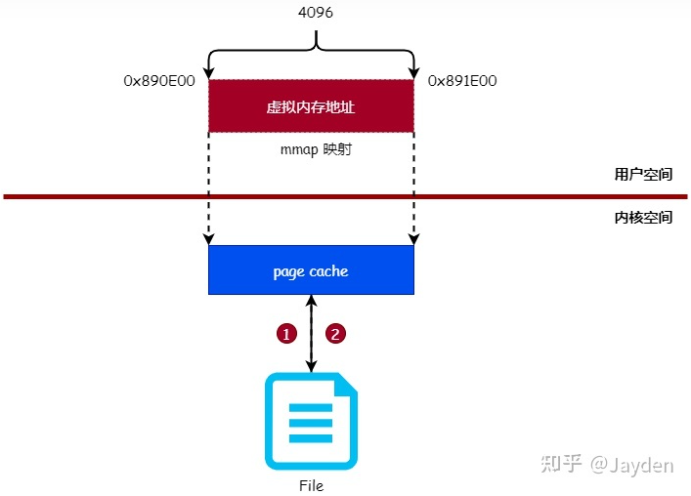 4096
0x890E00
0x891E00
虚拟内存地址
mmap 映射
用户空间
内核空间
page cache
1
2
File
知乎 @Jayden